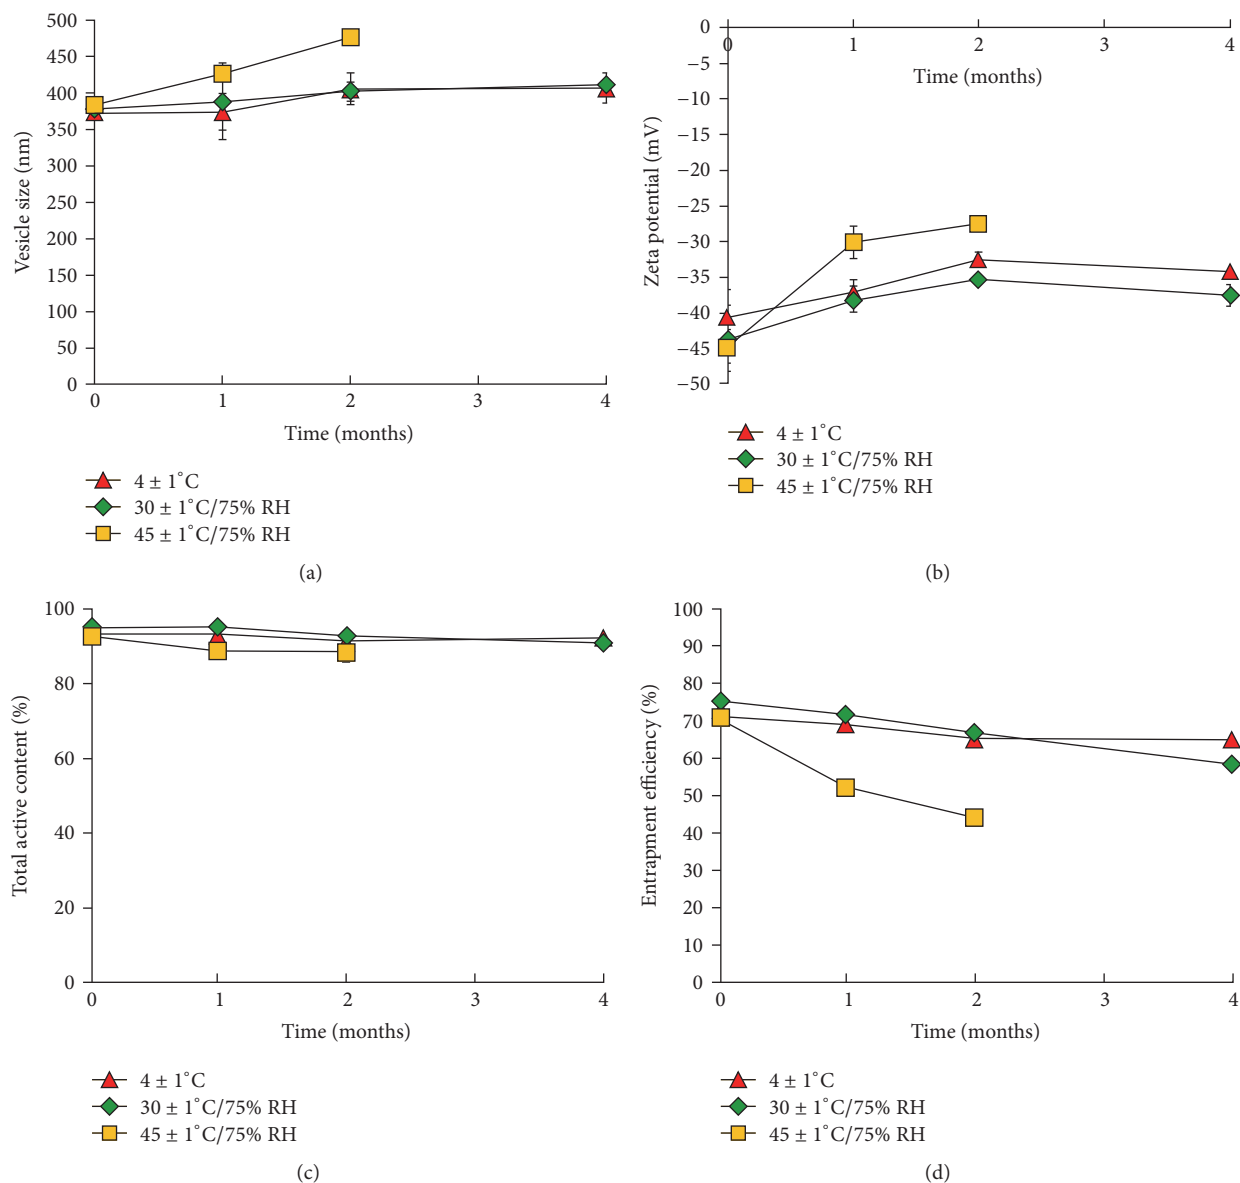 500
450
400
350
300
250
200
150
100
50
0
Vesicle size (nm)
0 1 2 3 4
Time (months)
4 ± 1°C
30 ± 1°C/75% RH
45 ± 1°C/75% RH
(a)
0
−5
−10
−15
−20
−25
−30
−35
−40
−45
−50
Zeta potential (mV)
0 1 2 3 4
Time (months)
4 ± 1°C
30 ± 1°C/75% RH
45 ± 1°C/75% RH
(b)
100
80
60
40
20
0
Total active content (%)
0 1 2 3 4
Time (months)
4 ± 1°C
30 ± 1°C/75% RH
45 ± 1°C/75% RH
(c)
100
90
80
70
60
50
40
30
20
10
0
Entrapment efficiency (%)
0 1 2 3 4
Time (months)
4 ± 1°C
30 ± 1°C/75% RH
45 ± 1°C/75% RH
(d)